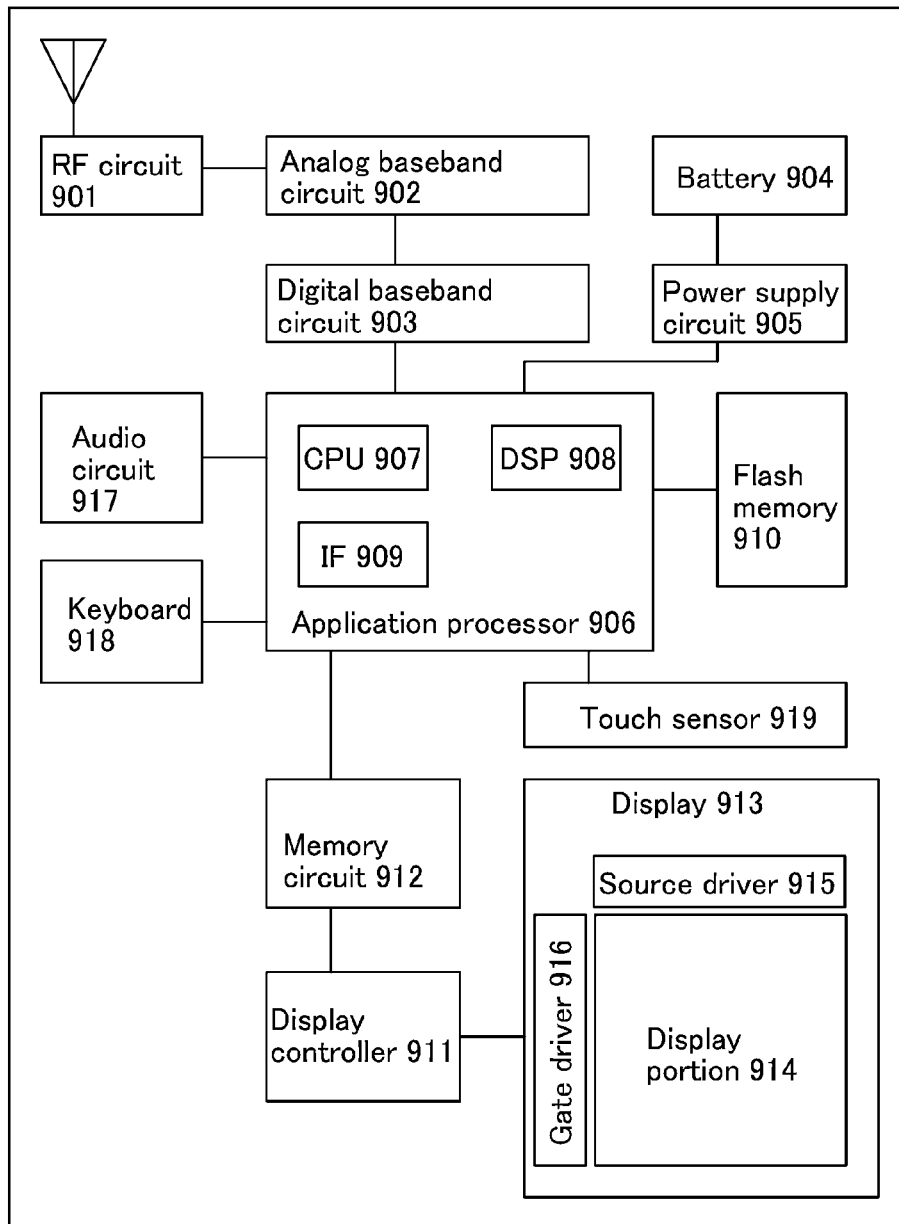 RF circuit
901
Analog baseband
circuit 902
Battery 904
Digital baseband
circuit 903
Power supply
circuit 905
Audio
circuit
917
CPU 907
DSP 908
Flash
memory
910
IF 909
Keyboard
918
Application processor 906
Touch sensor 919
Memory
circuit 912
Display 913
Source driver 915
Gate driver 916
Display
portion 914
Display
controller 911